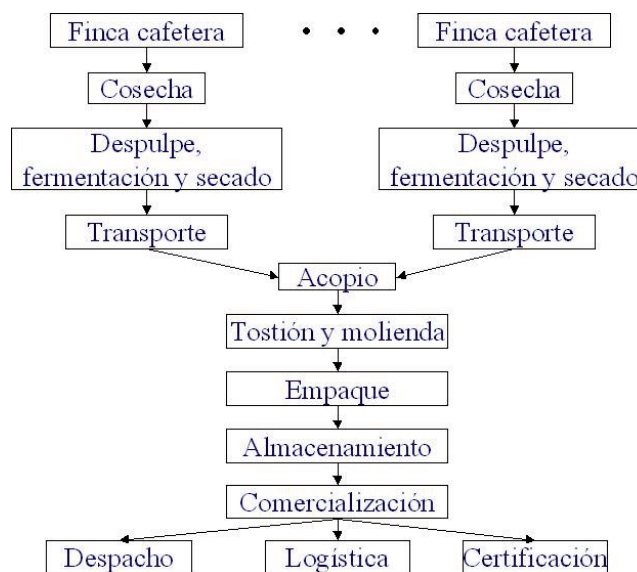 Finca cafetera
• • •
Finca cafetera
Cosecha
Cosecha
Despulpe,
fermentación y secado
Despulpe,
fermentación y secado
Transporte
Transporte
Acopio
Tostión y molienda
Empaque
Almacenamiento
Comercialización
Despacho
Logística
Certificación